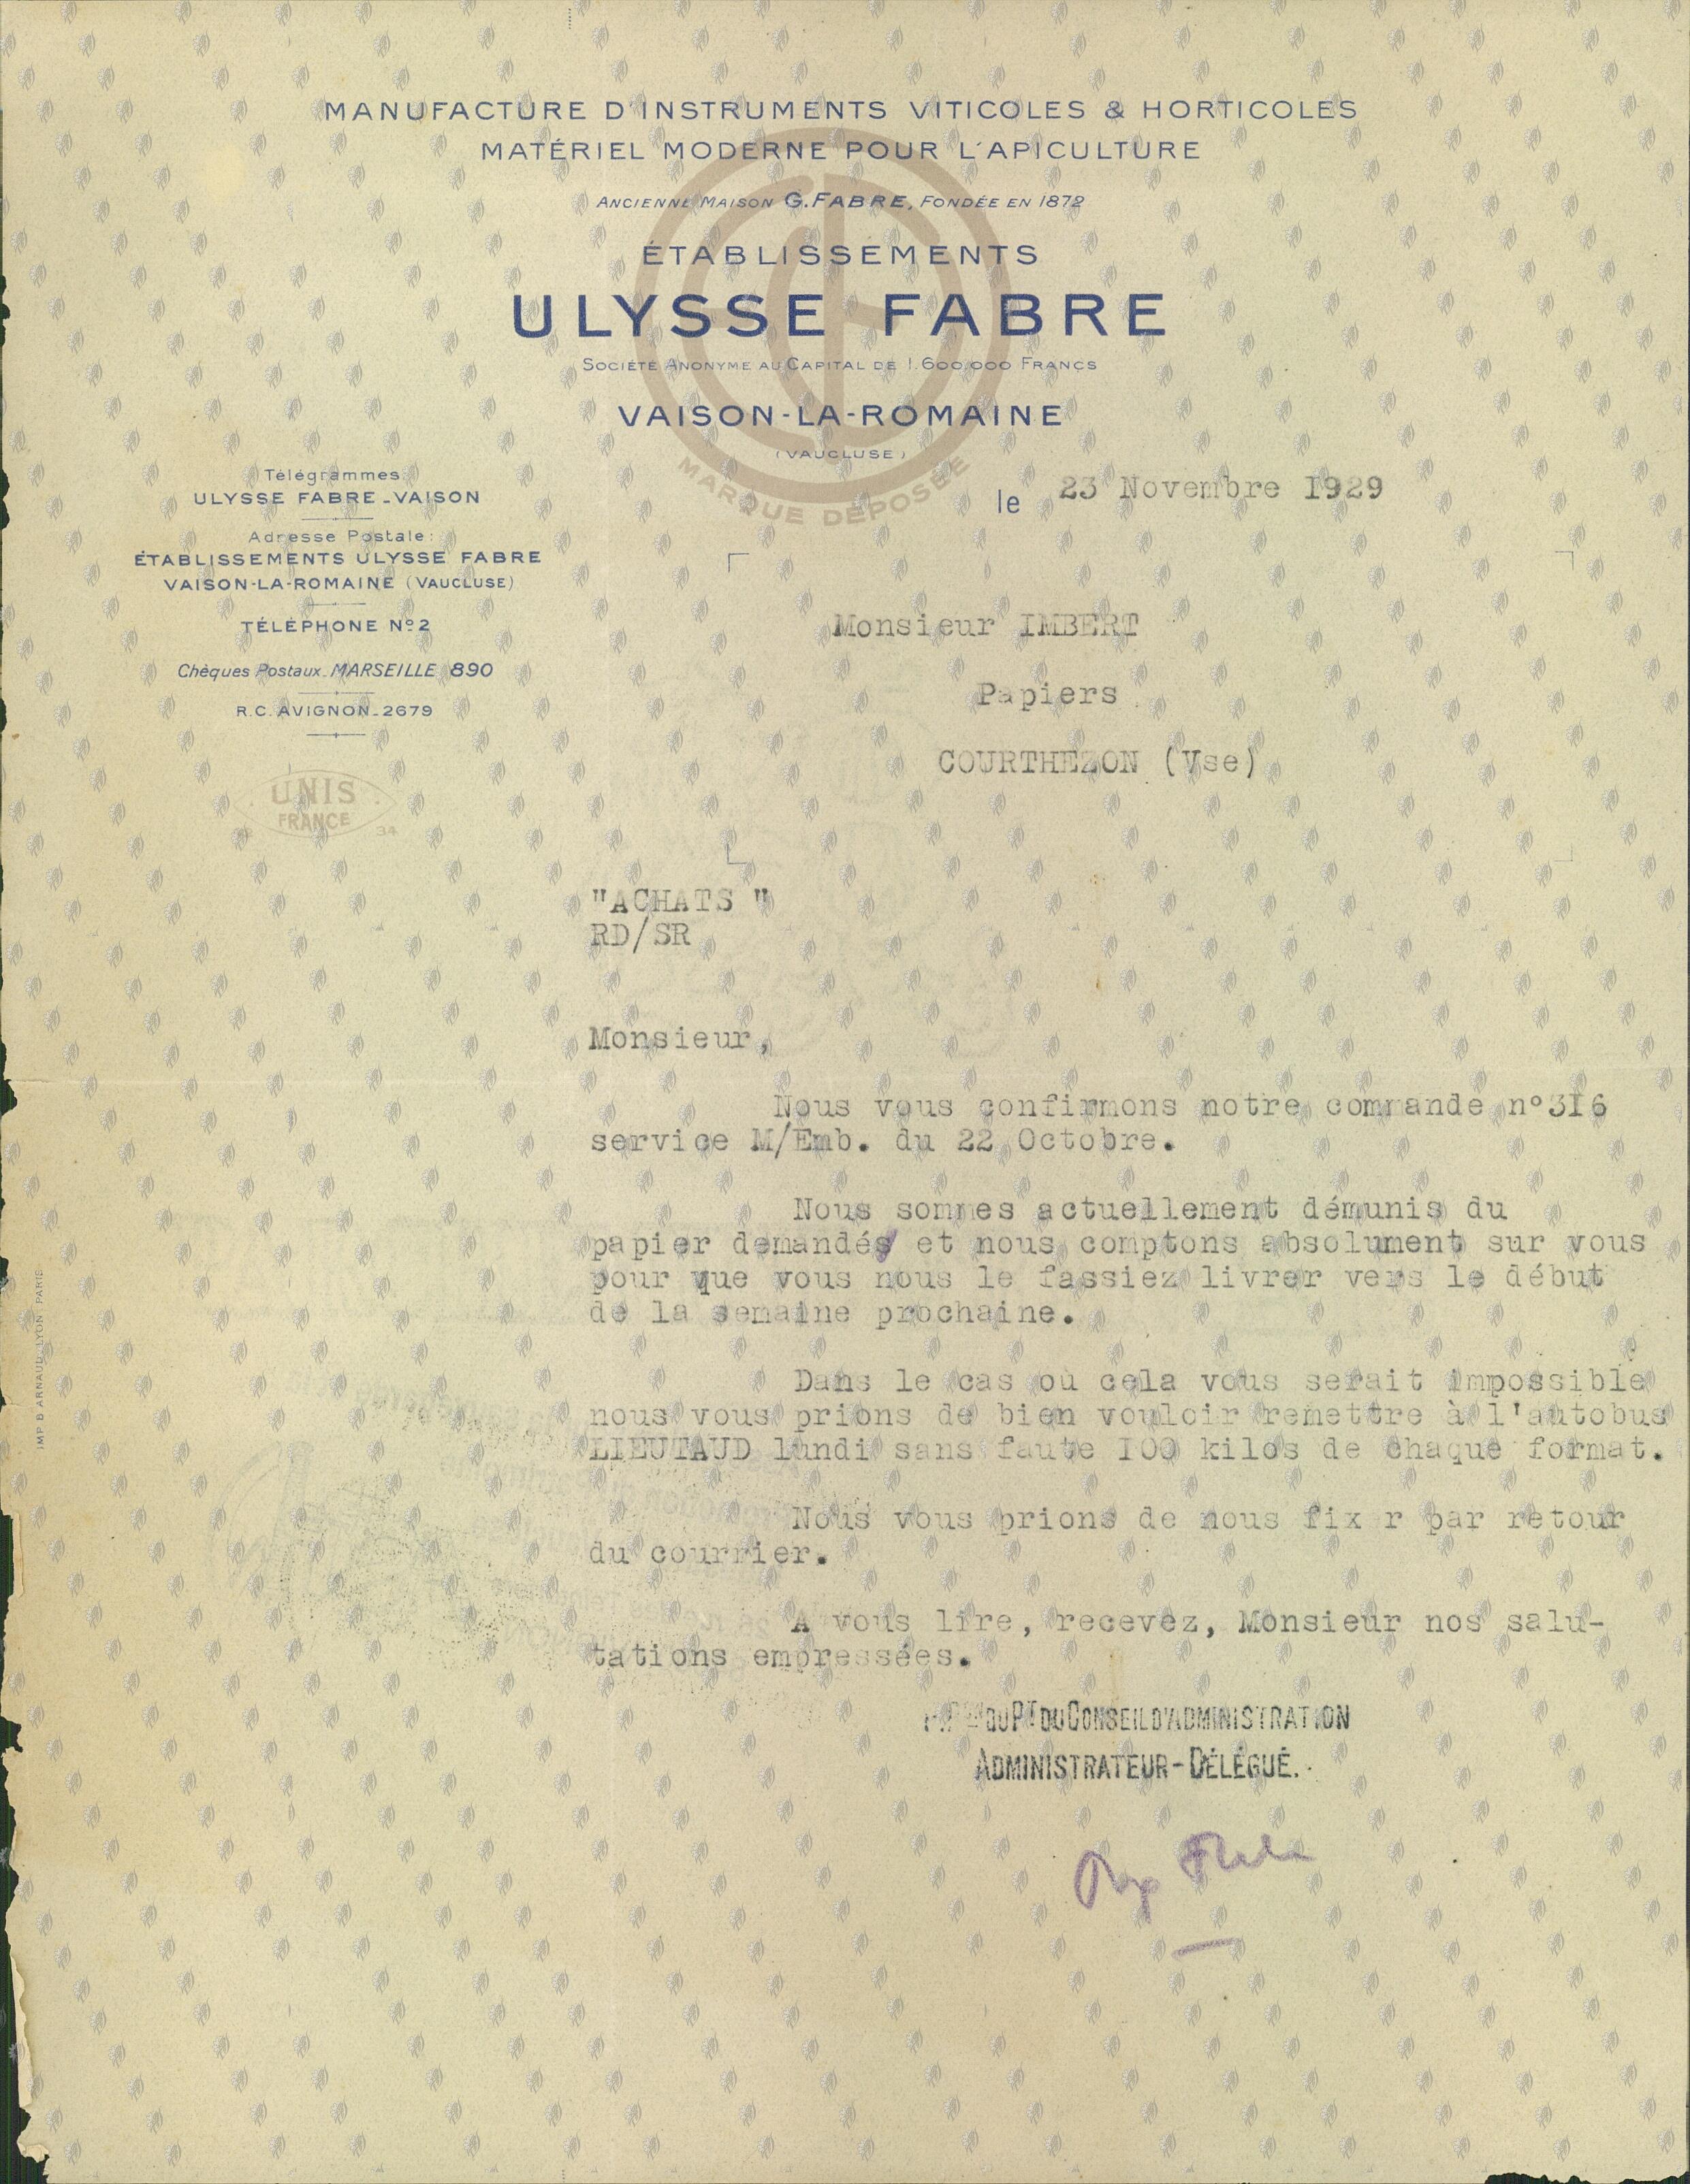 MANUFACTURE D'INSTRUMENTS VITICOLES & HORTICOLES
MATÉRIEL MODERNE POUR L'APICULTURE
ANCIENNE MAISON G. FABRE, FONDÉE EN 1872
ÉTABLISSEMENTS
ULYSSE FABRE
SOCIÉTÉ ANONYME AU CAPITAL DE 1.600.000 FRANCS
VAISON-LA-ROMAINE
(VAUCLUSE)
MARQUE DÉPOSÉE
Télégrammes:
ULYSSE FABRE-VAISON
Adresse Postale:
ÉTABLISSEMENTS ULYSSE FABRE
VAISON-LA-ROMAINE (VAUCLUSE)
TÉLÉPHONE Nº 2
Chèques Postaux. MARSEILLE 890
R.C. AVIGNON-2679
UNIS
FRANCE
34
le 23 Novembre 1929
Monsieur IMBERT
Papiers
COURTHEZON (Vse)
"ACHATS "
RD/SR
Monsieur,
Nous vous confirmons notre commande n°3I6
service M/Emb. du 22 Octobre.
Nous sommes actuellement démunis du
papier demandé et nous comptons absolument sur vous
pour que vous nous le fassiez livrer vers le début
de la semaine prochaine.
Dans le cas où cela vous serait impossible
nous vous prions de bien vouloir remettre à l'autobus
LIEUTAUD lundi sans faute I00 kilos de chaque format.
Nous vous prions de nous fix r par retour
du courrier.
A vous lire, recevez, Monsieur nos salu-
tations empressées.
DU PT DU CONSEIL D'ADMINISTRATION
ADMINISTRATEUR-DÉLÉGUÉ.
IMP. B. ARNAUD. LYON. PARIS